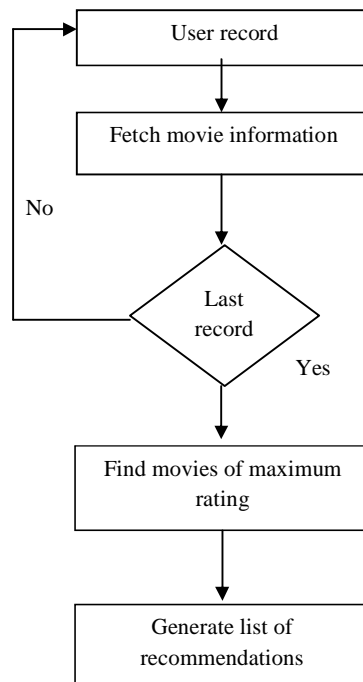 User record
Fetch movie information
No
Last
record
Yes
Find movies of maximum
rating
Generate list of
recommendations